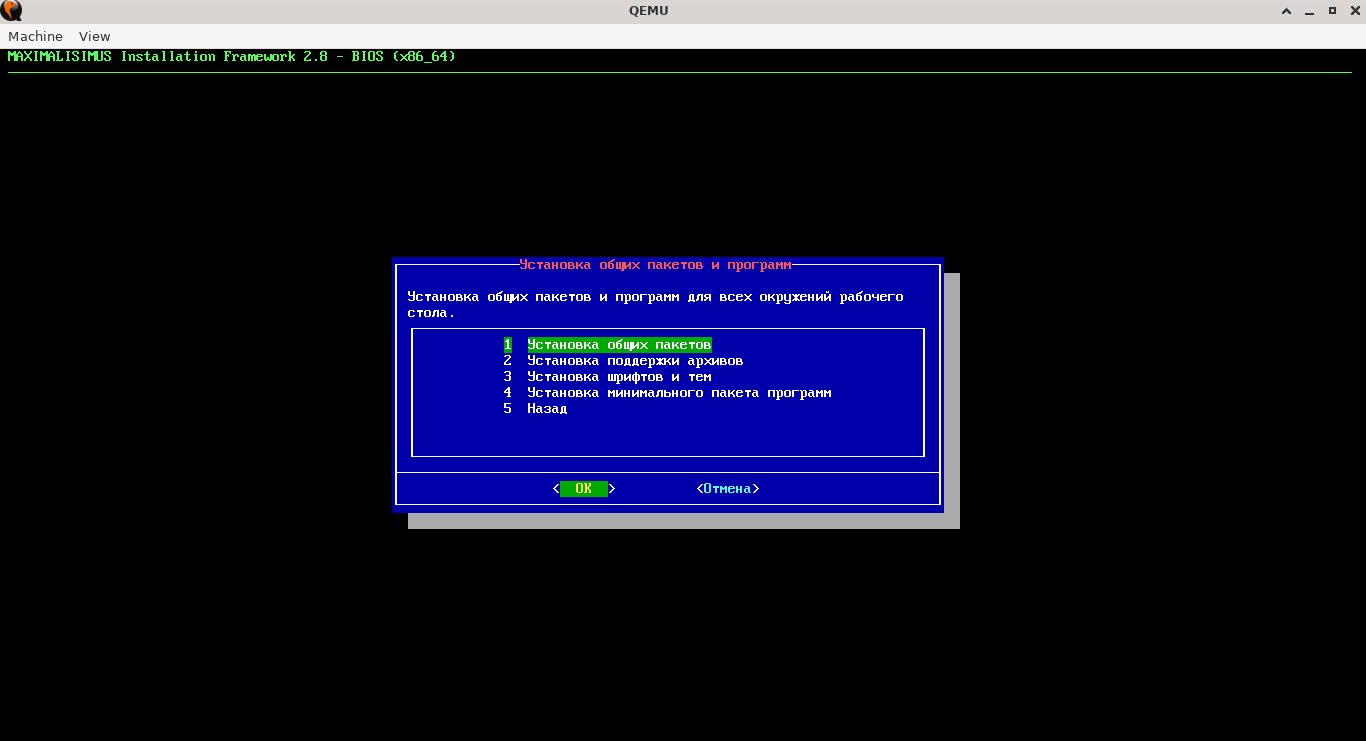 QEMU
Machine View
MAXIMALISIMUS Installation Framework 2.8 - BIOS (x86_64)
Установка общих пакетов и программ
Установка общих пакетов и программ для всех окружений рабочего
стола.
1 Установка общих пакетов
2 Установка поддержки архивов
3 Установка шрифтов и тем
4 Установка минимального пакета программ
5 Назад
< OK > <Отмена>